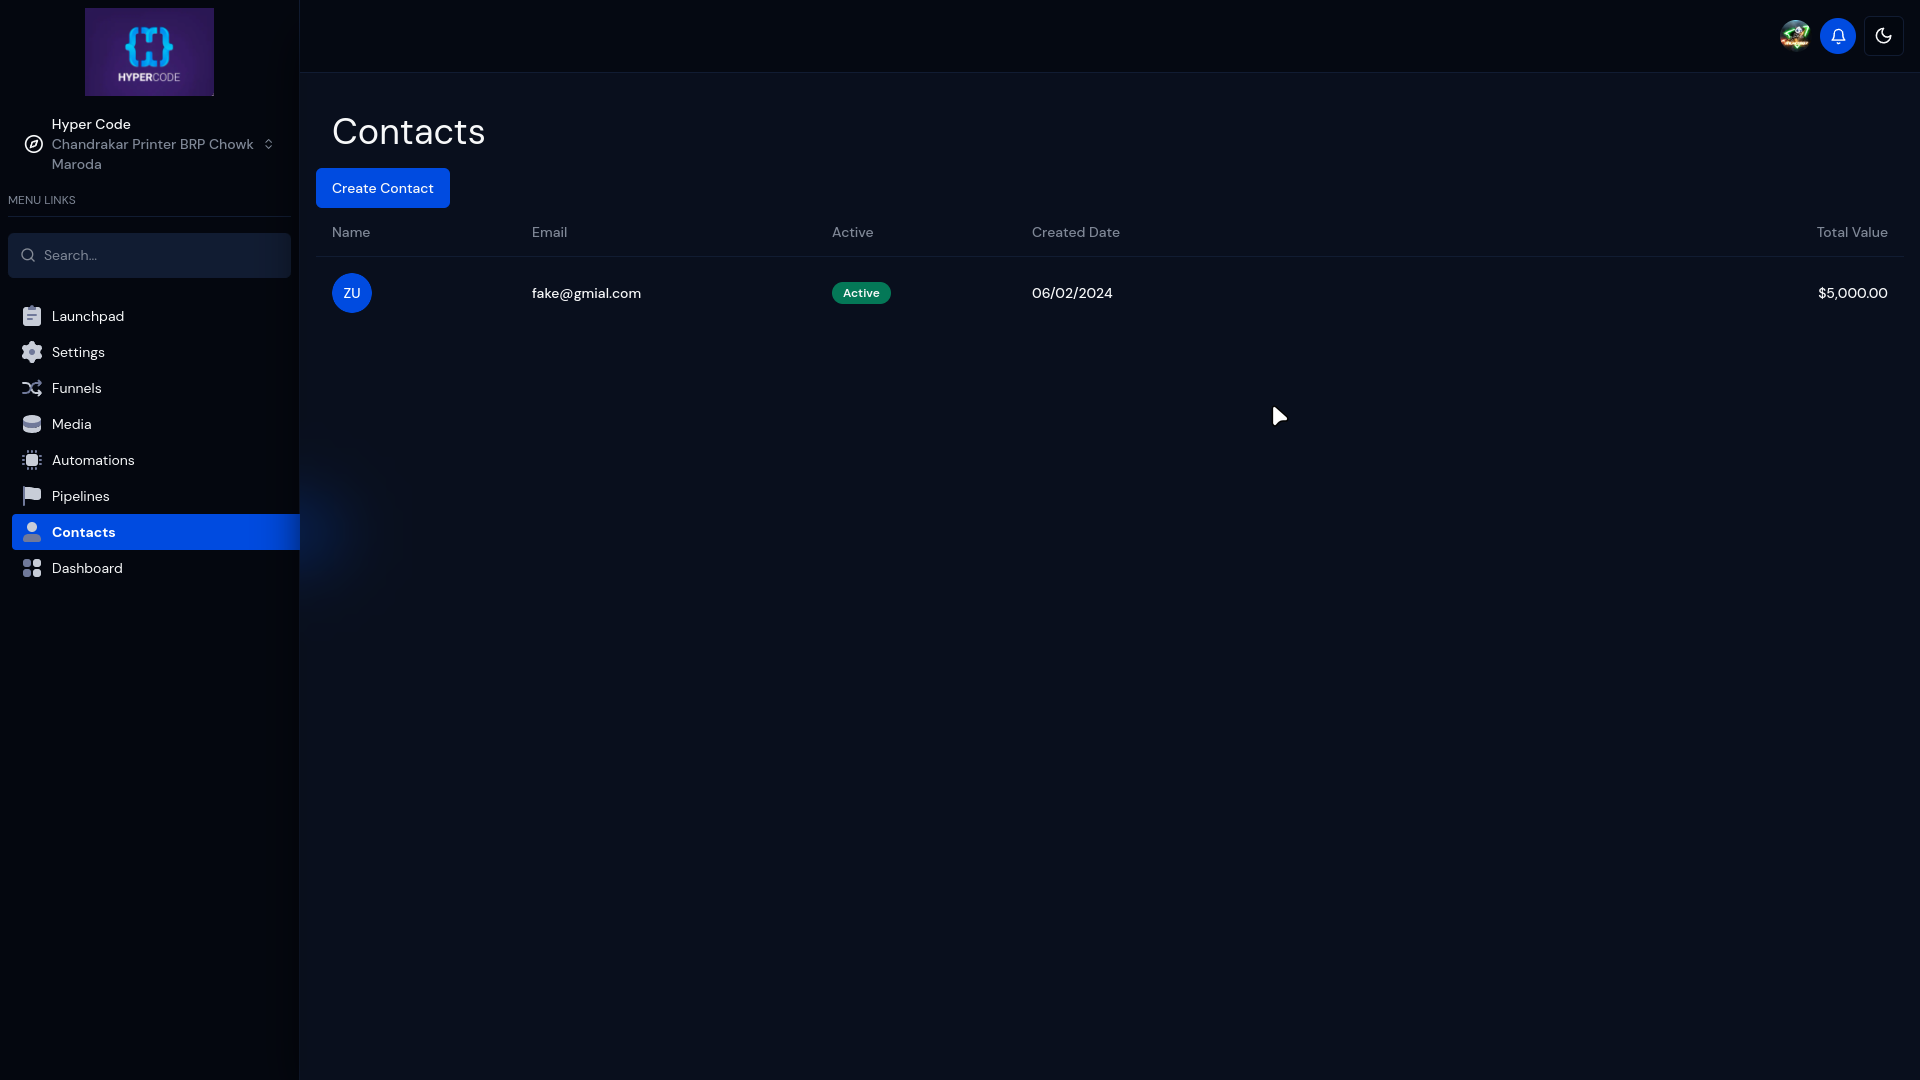 HYPERCODE
Hyper Code
Chandrakar Printer BRP Chowk
Maroda
MENU LINKS
Search...
Launchpad
Settings
Funnels
Media
Automations
Pipelines
Contacts
Dashboard
Contacts
Create Contact
Name Email Active Created Date Total Value
ZU fake@gmial.com Active 06/02/2024 $5,000.00